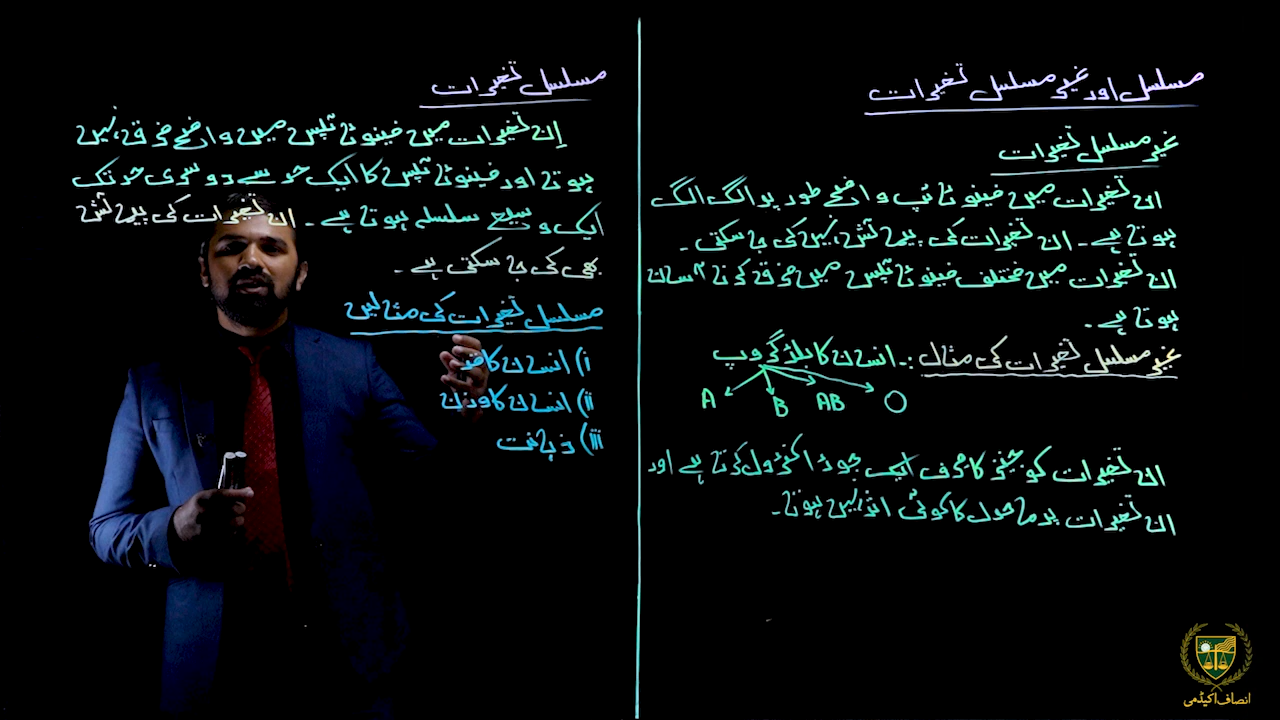 مسلسل اور غیر مسلسل تغیرات
غیر مسلسل تغیرات
ان تغیرات میں فینوٹائپ واضح طور پر الگ الگ
ہوتا ہے۔ ان تغیرات کی پیمائش نہیں کی جا سکتی۔
ان تغیرات میں مختلف فینوٹائپس میں فرق کرنا آسان
ہوتا ہے۔
غیر مسلسل تغیرات کی مثال :۔ انسان کا بلڈ گروپ
A B AB O
ان تغیرات کو جینز کا صرف ایک جوڑا کنٹرول کرتا ہے اور
ان تغیرات پر ماحول کا کوئی اثر نہیں ہوتا۔
مسلسل تغیرات
اِن تغیرات میں فینوٹائپس میں واضح فرق نہیں
ہوتا اور فینوٹائپس کا ایک حد سے دوسری حد تک
ایک وسیع سلسلہ ہوتا ہے۔ ان تغیرات کی پیمائش
بھی کی جا سکتی ہے۔
مسلسل تغیرات کی مثالیں
i) انسان کا قد
ii) انسان کا وزن
iii) ذہانت
انصاف اکیڈمی